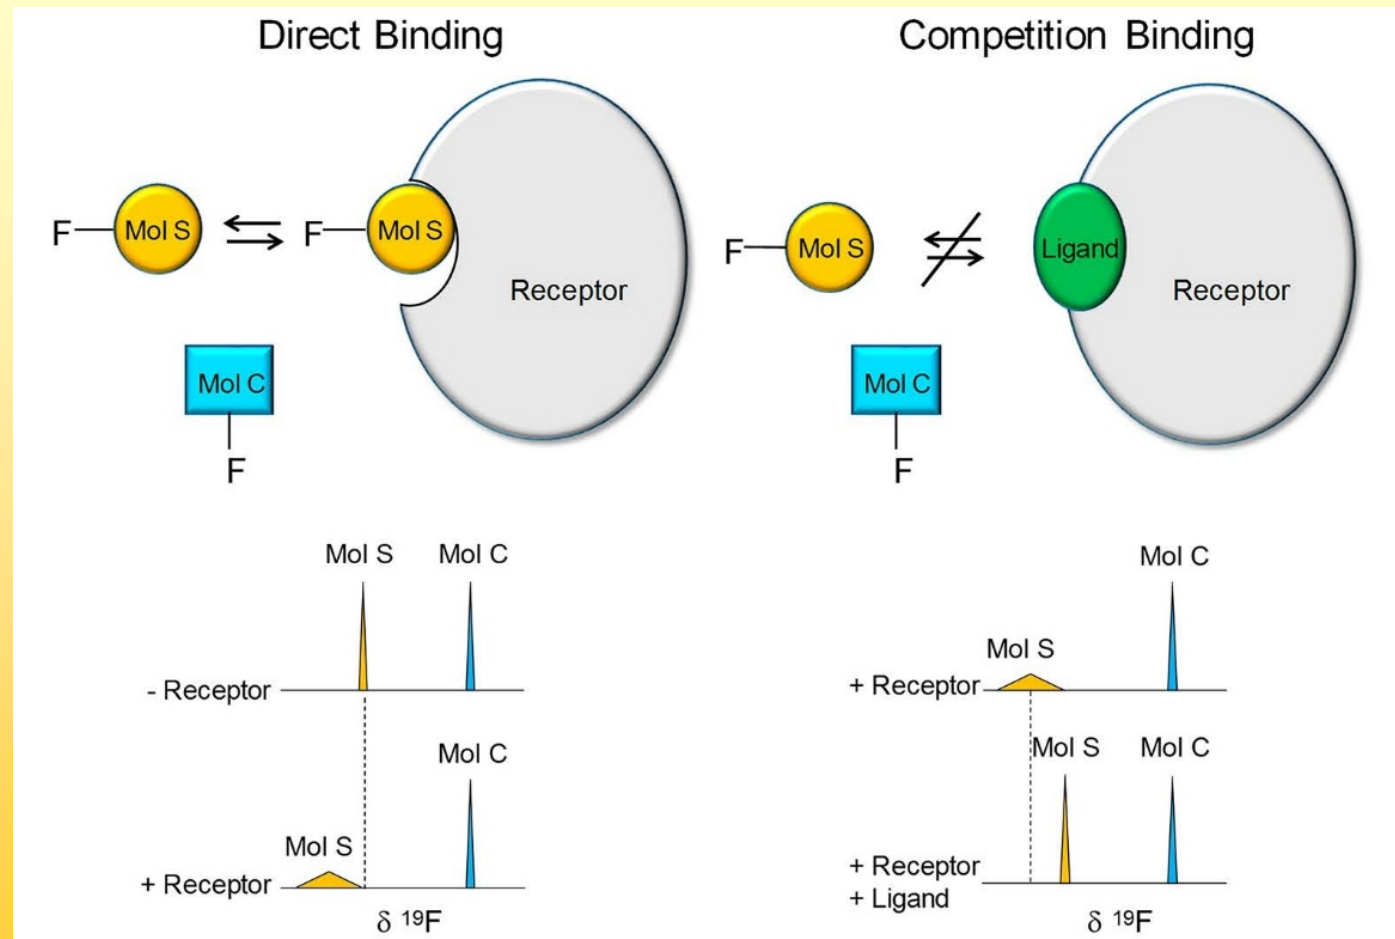 Direct Binding
Competition Binding
F
Mol S
F
Mol S
Receptor
Mol C
F
F
Mol S
Ligand
Receptor
Mol C
F
Mol S
Mol C
- Receptor
Mol C
Mol S
+ Receptor
δ ¹⁹F
Mol C
Mol S
+ Receptor
Mol S
Mol C
+ Receptor
+ Ligand
δ ¹⁹F